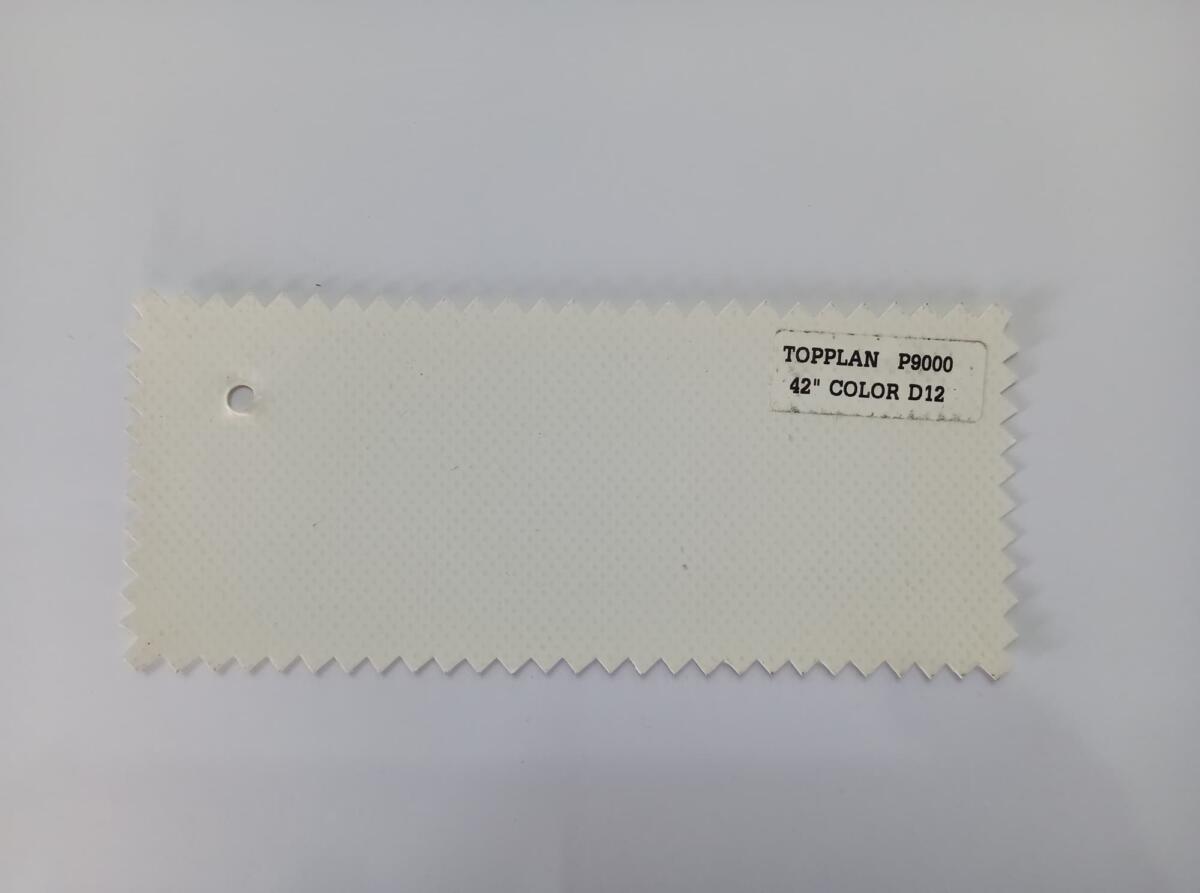 TOPPLAN P9000
42" COLOR D12